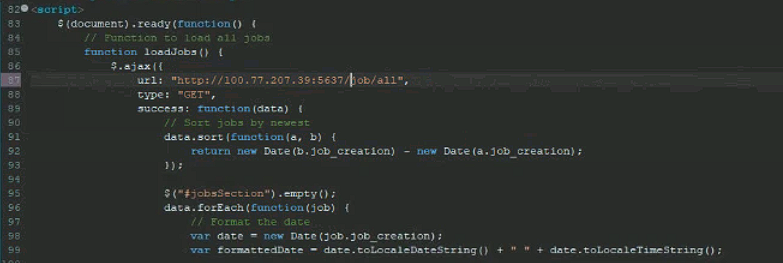 82 <script>
83 $(document).ready(function() {
84 // Function to load all jobs
85 function loadJobs() {
86 $.ajax({
87 url: "http://100.77.207.39:5637/job/all",
88 type: "GET",
89 success: function(data) {
90 // Sort jobs by newest
91 data.sort(function(a, b) {
92 return new Date(b.job_creation) - new Date(a.job_creation);
93 });
94
95 $("#jobsSection").empty();
96 data.forEach(function(job) {
97 // Format the date
98 var date = new Date(job.job_creation);
99 var formattedDate = date.toLocaleDateString() + " " + date.toLocaleTimeString();